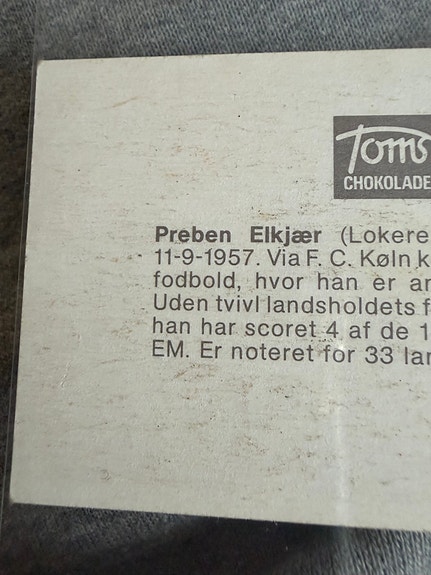 Toms
CHOKOLADE
Preben Elkjær (Lokere
11-9-1957. Via F. C. Køln k
fodbold, hvor han er an
Uden tvivl landsholdets f
han har scoret 4 af de 1
EM. Er noteret for 33 lan